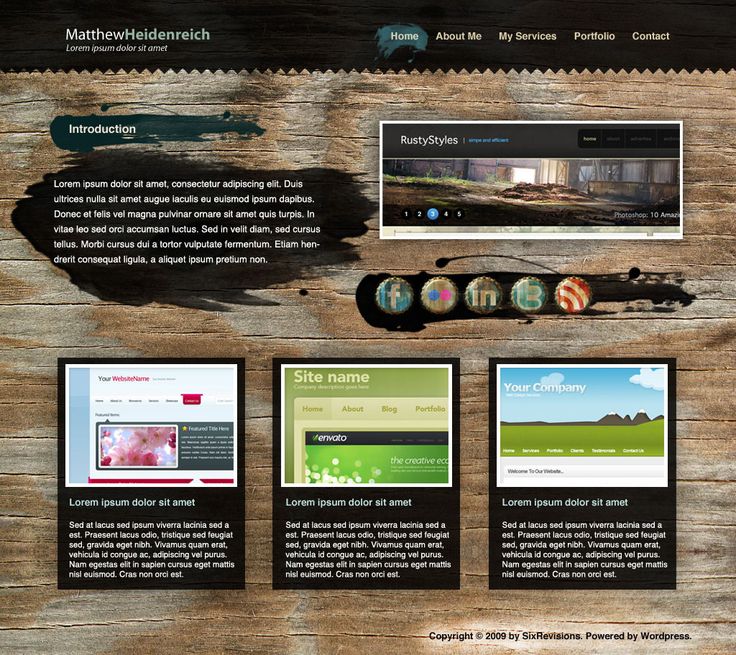 MatthewHeidenreich
Lorem ipsum dolor sit amet
Home About Me My Services Portfolio Contact
Introduction
Lorem ipsum dolor sit amet, consectetur adipiscing elit. Duis
ultrices nulla sit amet augue iaculis eu euismod ipsum dapibus.
Donec et felis vel magna pulvinar ornare sit amet quis turpis. In
vitae leo sed orci accumsan luctus. Sed in velit diam, sed cursus
tellus. Morbi cursus dui a tortor vulputate fermentum. Etiam hen-
drerit consequat ligula, a aliquet ipsum pretium non.
RustyStyles | simple and efficient
home about
1 2 3 4 5
Photoshop: 10 Amazi
f in t
Your WebsiteName
Home About Us Services Contact Us
Featured Items:
Featured Title Here
Lorem ipsum dolor sit amet
Sed at lacus sed ipsum viverra lacinia sed a
est. Praesent lacus odio, tristique sed feugiat
sed, gravida eget nibh. Vivamus quam erat,
vehicula id congue ac, adipiscing vel purus.
Nam egestas elit in sapien cursus eget mattis
nisl euismod. Cras non orci est.
Site name
Company description goes here
Home About Blog Portfolio
envato
the creative eco
Lorem ipsum dolor sit amet
Sed at lacus sed ipsum viverra lacinia sed a
est. Praesent lacus odio, tristique sed feugiat
sed, gravida eget nibh. Vivamus quam erat,
vehicula id congue ac, adipiscing vel purus.
Nam egestas elit in sapien cursus eget mattis
nisl euismod. Cras non orci est.
Your Company
Web Design Services
Home Services Portfolio Clients Testimonials Contact Us
Welcome To Our Website...
Lorem ipsum dolor sit amet
Sed at lacus sed ipsum viverra lacinia sed a
est. Praesent lacus odio, tristique sed feugiat
sed, gravida eget nibh. Vivamus quam erat,
vehicula id congue ac, adipiscing vel purus.
Nam egestas elit in sapien cursus eget mattis
nisl euismod. Cras non orci est.
Copyright © 2009 by SixRevisions. Powered by Wordpress.